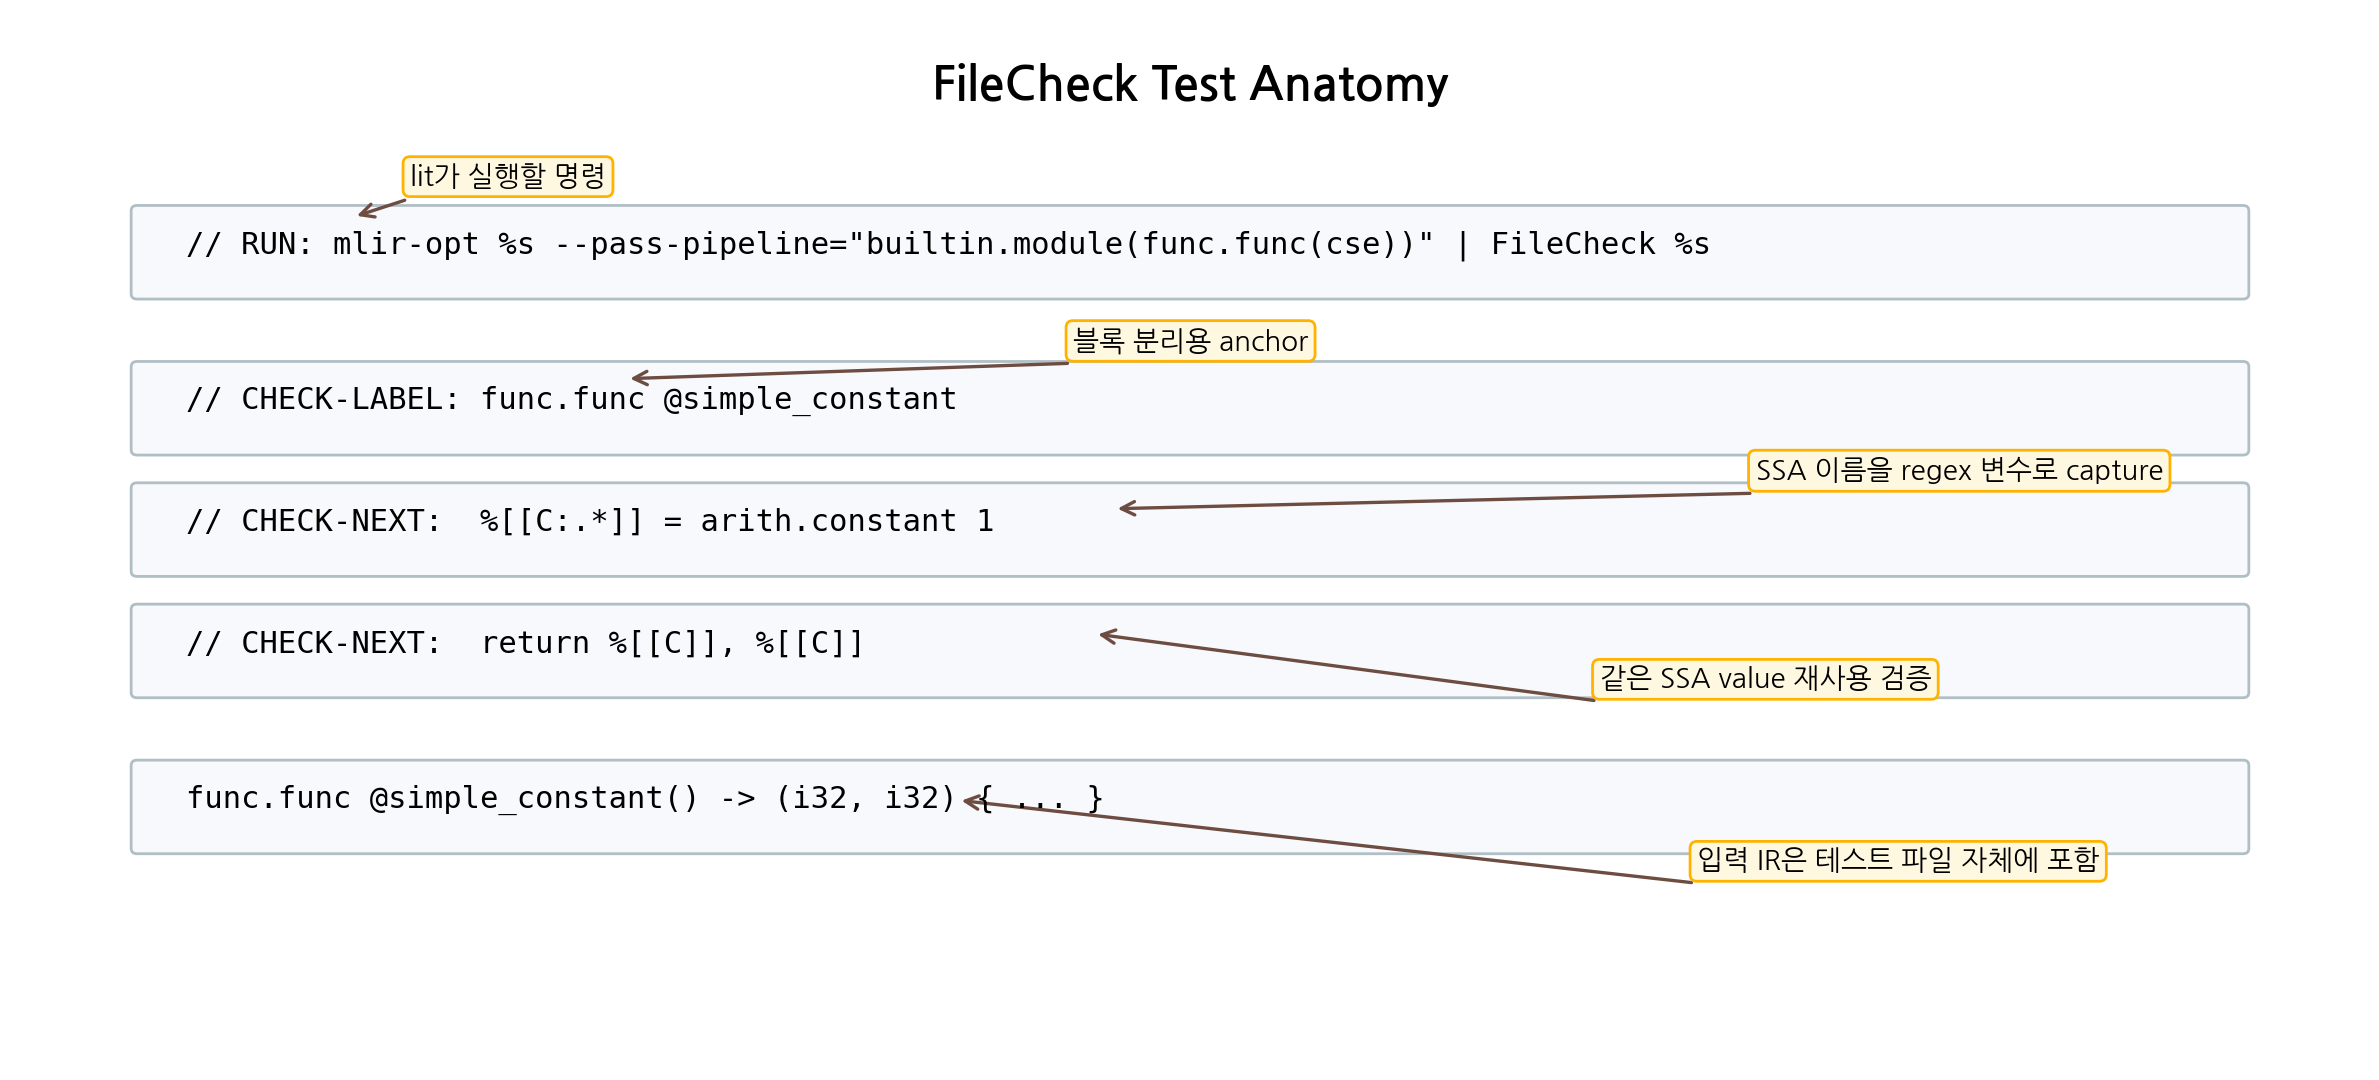 FileCheck Test Anatomy
lit가 실행할 명령
// RUN: mlir-opt %s --pass-pipeline="builtin.module(func.func(cse))" | FileCheck %s
블록 분리용 anchor
// CHECK-LABEL: func.func @simple_constant
SSA 이름을 regex 변수로 capture
// CHECK-NEXT:  %[[C:.*]] = arith.constant 1
// CHECK-NEXT:  return %[[C]], %[[C]]
같은 SSA value 재사용 검증
func.func @simple_constant() -> (i32, i32) { ... }
입력 IR은 테스트 파일 자체에 포함